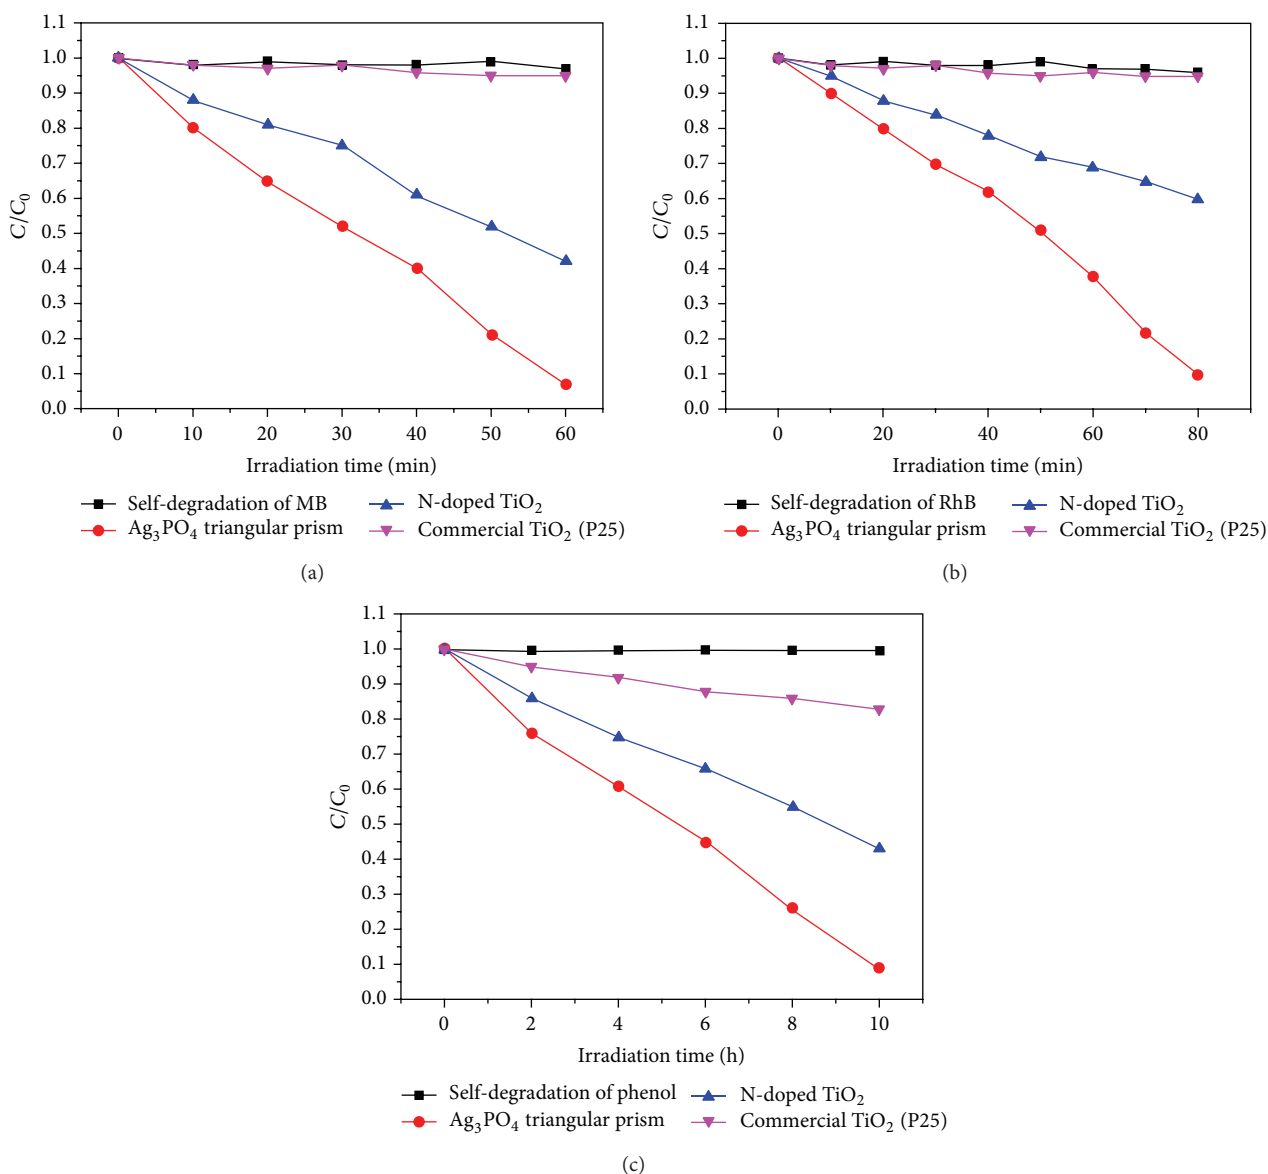 1.1
1.0
0.9
0.8
0.7
0.6
0.5
0.4
0.3
0.2
0.1
0.0
C/C₀
0 10 20 30 40 50 60
Irradiation time (min)
Self-degradation of MB
Ag₃PO₄ triangular prism
N-doped TiO₂
Commercial TiO₂ (P25)
(a)
1.1
1.0
0.9
0.8
0.7
0.6
0.5
0.4
0.3
0.2
0.1
0.0
C/C₀
0 20 40 60 80
Irradiation time (min)
Self-degradation of RhB
Ag₃PO₄ triangular prism
N-doped TiO₂
Commercial TiO₂ (P25)
(b)
1.1
1.0
0.9
0.8
0.7
0.6
0.5
0.4
0.3
0.2
0.1
0.0
C/C₀
0 2 4 6 8 10
Irradiation time (h)
Self-degradation of phenol
Ag₃PO₄ triangular prism
N-doped TiO₂
Commercial TiO₂ (P25)
(c)